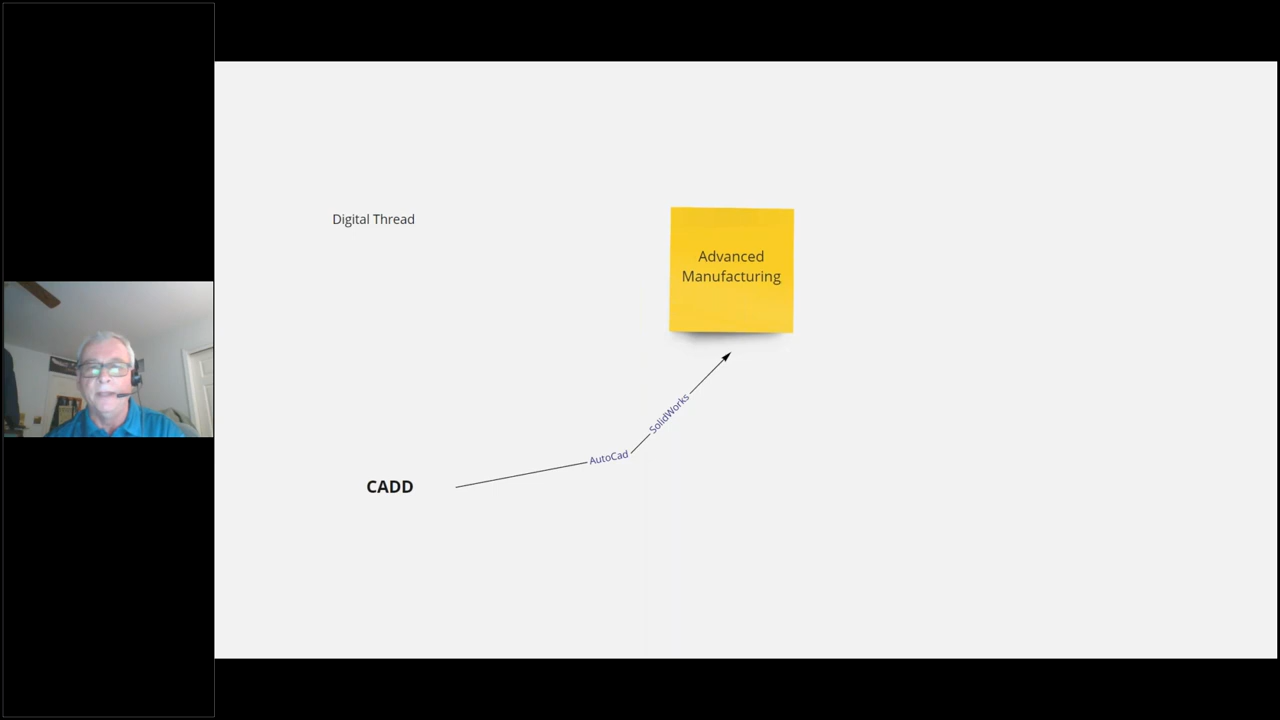 Digital Thread
Advanced
Manufacturing
SolidWorks
AutoCad
CADD